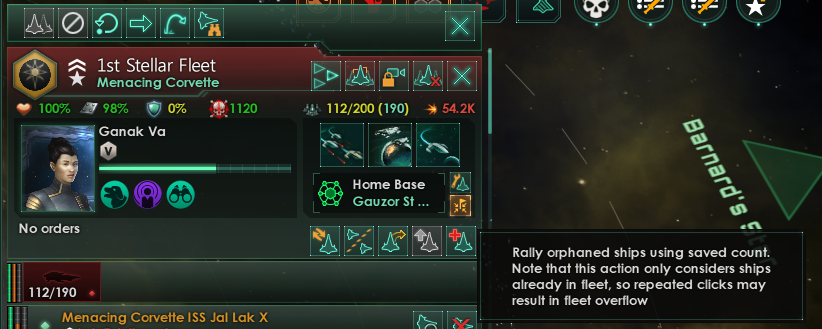 1st Stellar Fleet
Menacing Corvette
100% 98% 0% 1120 112/200 (190) 54.2K
Ganak Va
V
Home Base
Gauzor St ...
No orders
112/190
Menacing Corvette ISS Jal Lak X
Barnard's Star
Rally orphaned ships using saved count.
Note that this action only considers ships
already in fleet, so repeated clicks may
result in fleet overflow